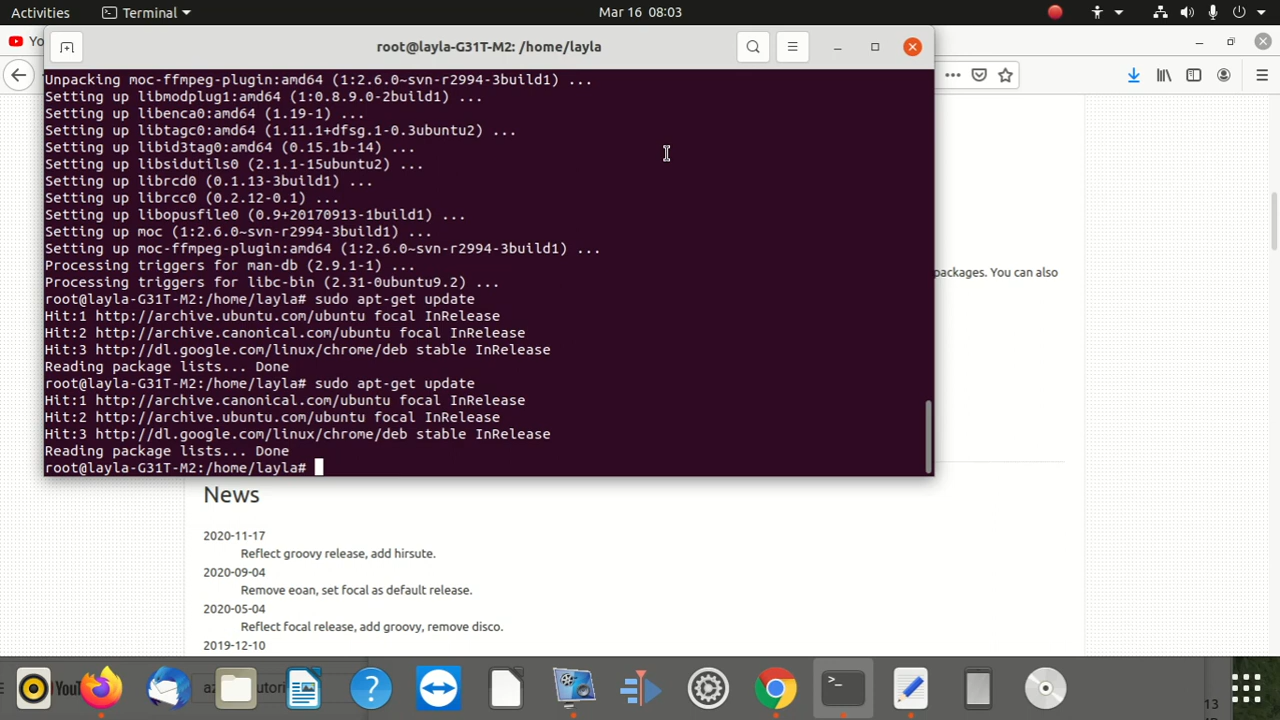 Activities
Terminal
Mar 16 08:03
root@layla-G31T-M2: /home/layla
Unpacking moc-ffmpeg-plugin:amd64 (1:2.6.0~svn-r2994-3build1) ...
Setting up libmodplug1:amd64 (1:0.8.9.0-2build1) ...
Setting up libenca0:amd64 (1.19-1) ...
Setting up libtagc0:amd64 (1.11.1+dfsg.1-0.3ubuntu2) ...
Setting up libid3tag0:amd64 (0.15.1b-14) ...
Setting up libsidutils0 (2.1.1-15ubuntu2) ...
Setting up librcd0 (0.1.13-3build1) ...
Setting up librcc0 (0.2.12-0.1) ...
Setting up libopusfile0 (0.9+20170913-1build1) ...
Setting up moc (1:2.6.0~svn-r2994-3build1) ...
Setting up moc-ffmpeg-plugin:amd64 (1:2.6.0~svn-r2994-3build1) ...
Processing triggers for man-db (2.9.1-1) ...
Processing triggers for libc-bin (2.31-0ubuntu9.2) ...
root@layla-G31T-M2:/home/layla# sudo apt-get update
Hit:1 http://archive.ubuntu.com/ubuntu focal InRelease
Hit:2 http://archive.canonical.com/ubuntu focal InRelease
Hit:3 http://dl.google.com/linux/chrome/deb stable InRelease
Reading package lists... Done
root@layla-G31T-M2:/home/layla# sudo apt-get update
Hit:1 http://archive.canonical.com/ubuntu focal InRelease
Hit:2 http://archive.ubuntu.com/ubuntu focal InRelease
Hit:3 http://dl.google.com/linux/chrome/deb stable InRelease
Reading package lists... Done
root@layla-G31T-M2:/home/layla#
packages. You can also
News
2020-11-17
Reflect groovy release, add hirsute.
2020-09-04
Remove eoan, set focal as default release.
2020-05-04
Reflect focal release, add groovy, remove disco.
2019-12-10
13